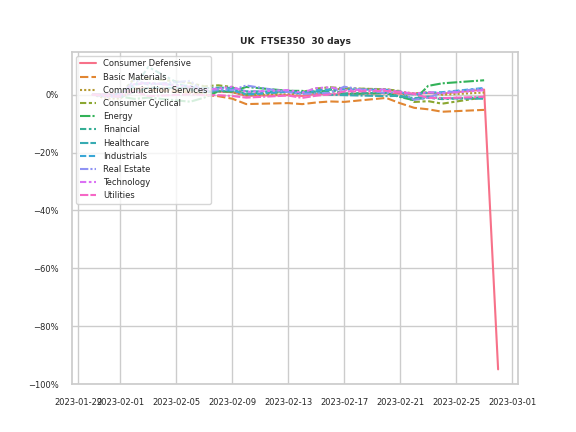 UK FTSE350 30 days
Consumer Defensive
Basic Materials
Communication Services
Consumer Cyclical
Energy
Financial
Healthcare
Industrials
Real Estate
Technology
Utilities
0%
−20%
−40%
−60%
−80%
−100%
2023-01-29 2023-02-01 2023-02-05 2023-02-09 2023-02-13 2023-02-17 2023-02-21 2023-02-25 2023-03-01